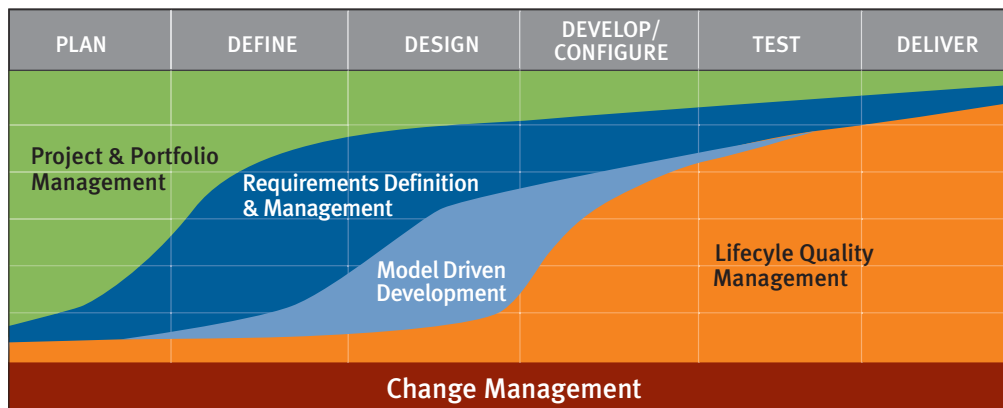 PLAN
DEFINE
DESIGN
DEVELOP/
CONFIGURE
TEST
DELIVER
Project & Portfolio
Management
Requirements Definition
& Management
Model Driven
Development
Lifecyle Quality
Management
Change Management